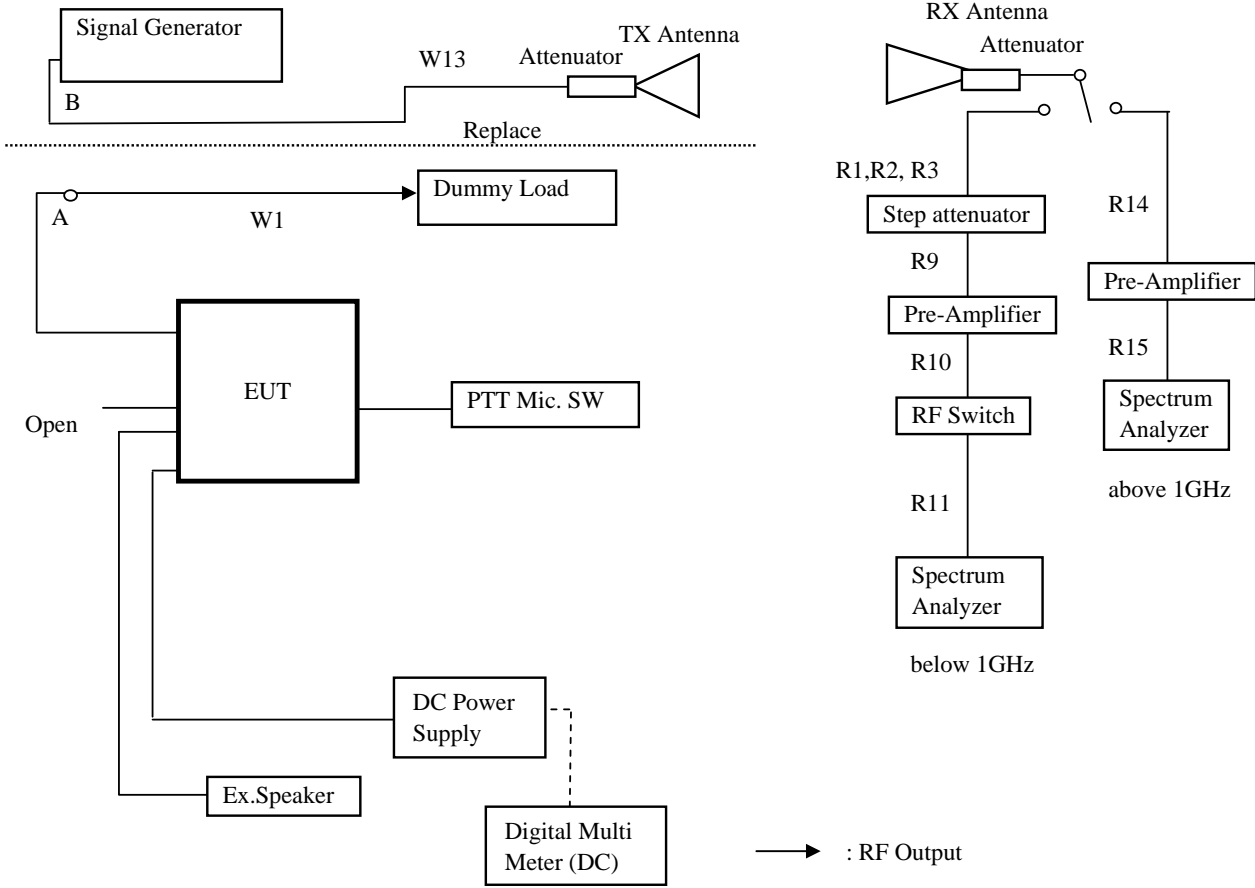 Signal Generator
B
W13
Attenuator
TX Antenna
Replace
A
W1
Dummy Load
EUT
Open
PTT Mic. SW
DC Power
Supply
Ex.Speaker
Digital Multi
Meter (DC)
: RF Output
RX Antenna
Attenuator
R1,R2, R3
Step attenuator
R9
Pre-Amplifier
R10
RF Switch
R11
Spectrum
Analyzer
below 1GHz
R14
Pre-Amplifier
R15
Spectrum
Analyzer
above 1GHz